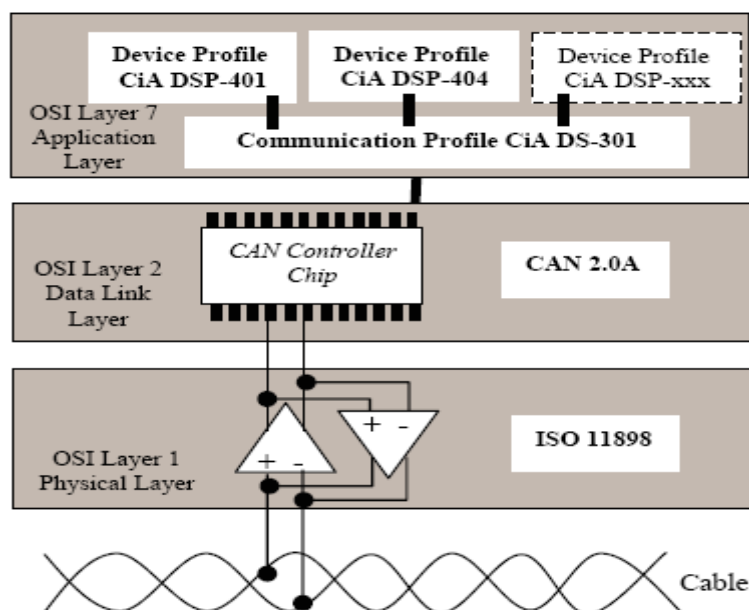 Device Profile
CiA DSP-401
Device Profile
CiA DSP-404
Device Profile
CiA DSP-xxx
OSI Layer 7
Application
Layer
Communication Profile CiA DS-301
OSI Layer 2
Data Link
Layer
CAN Controller
Chip
CAN 2.0A
OSI Layer 1
Physical Layer
+ -
+ -
ISO 11898
Cable